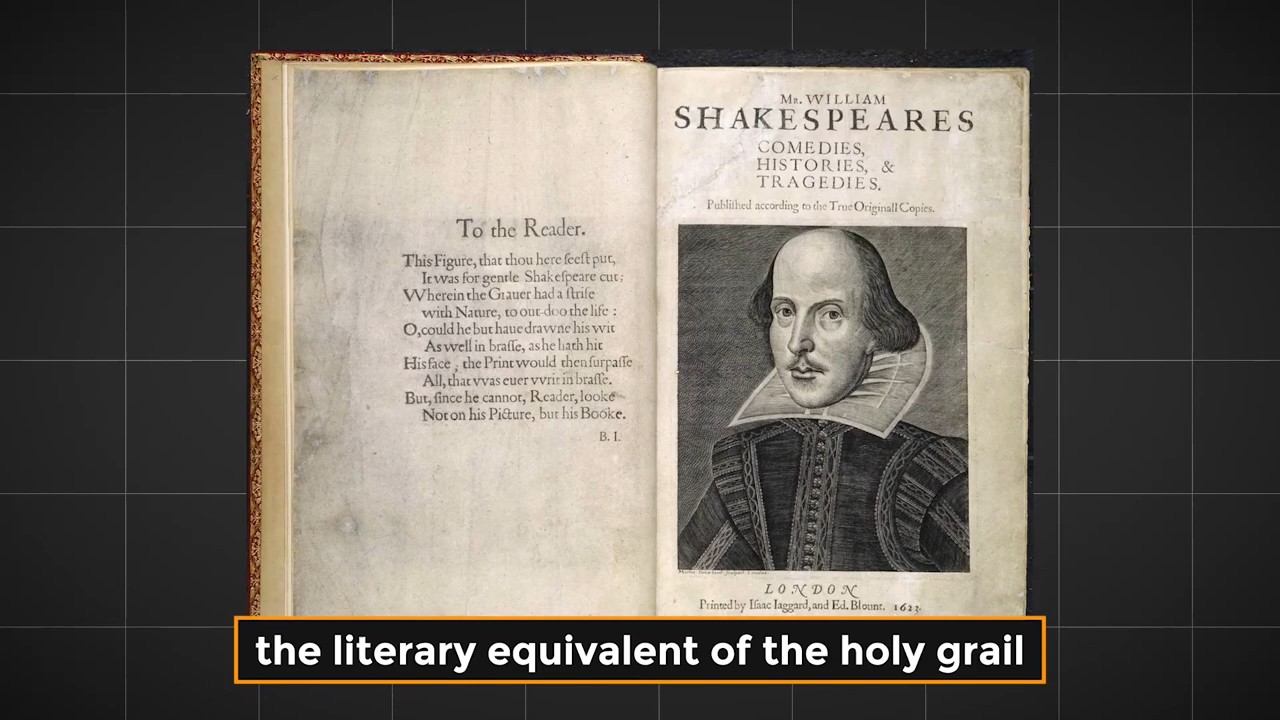 To the Reader.
This Figure, that thou here seeſt put,
It was for gentle Shakeſpeare cut;
Wherein the Grauer had a ſtrife
with Nature, to out-doo the life :
O, could he but haue drawne his wit
As well in braſſe, as he hath hit
His face ; the Print would then ſurpaſſe
All, that vvas euer vvrit in braſſe.
But, ſince he cannot, Reader, looke
Not on his Picture, but his Booke.
B. I.
Mr. WILLIAM
SHAKESPEARES
COMEDIES,
HISTORIES, &
TRAGEDIES.
Publiſhed according to the True Originall Copies.
LONDON
Printed by Iſaac Iaggard, and Ed. Blount. 1623.
the literary equivalent of the holy grail